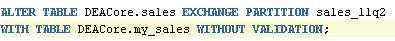 ALTER TABLE DEACore.sales EXCHANGE PARTITION sales_11q2
WITH TABLE DEACore.my_sales WITHOUT VALIDATION;